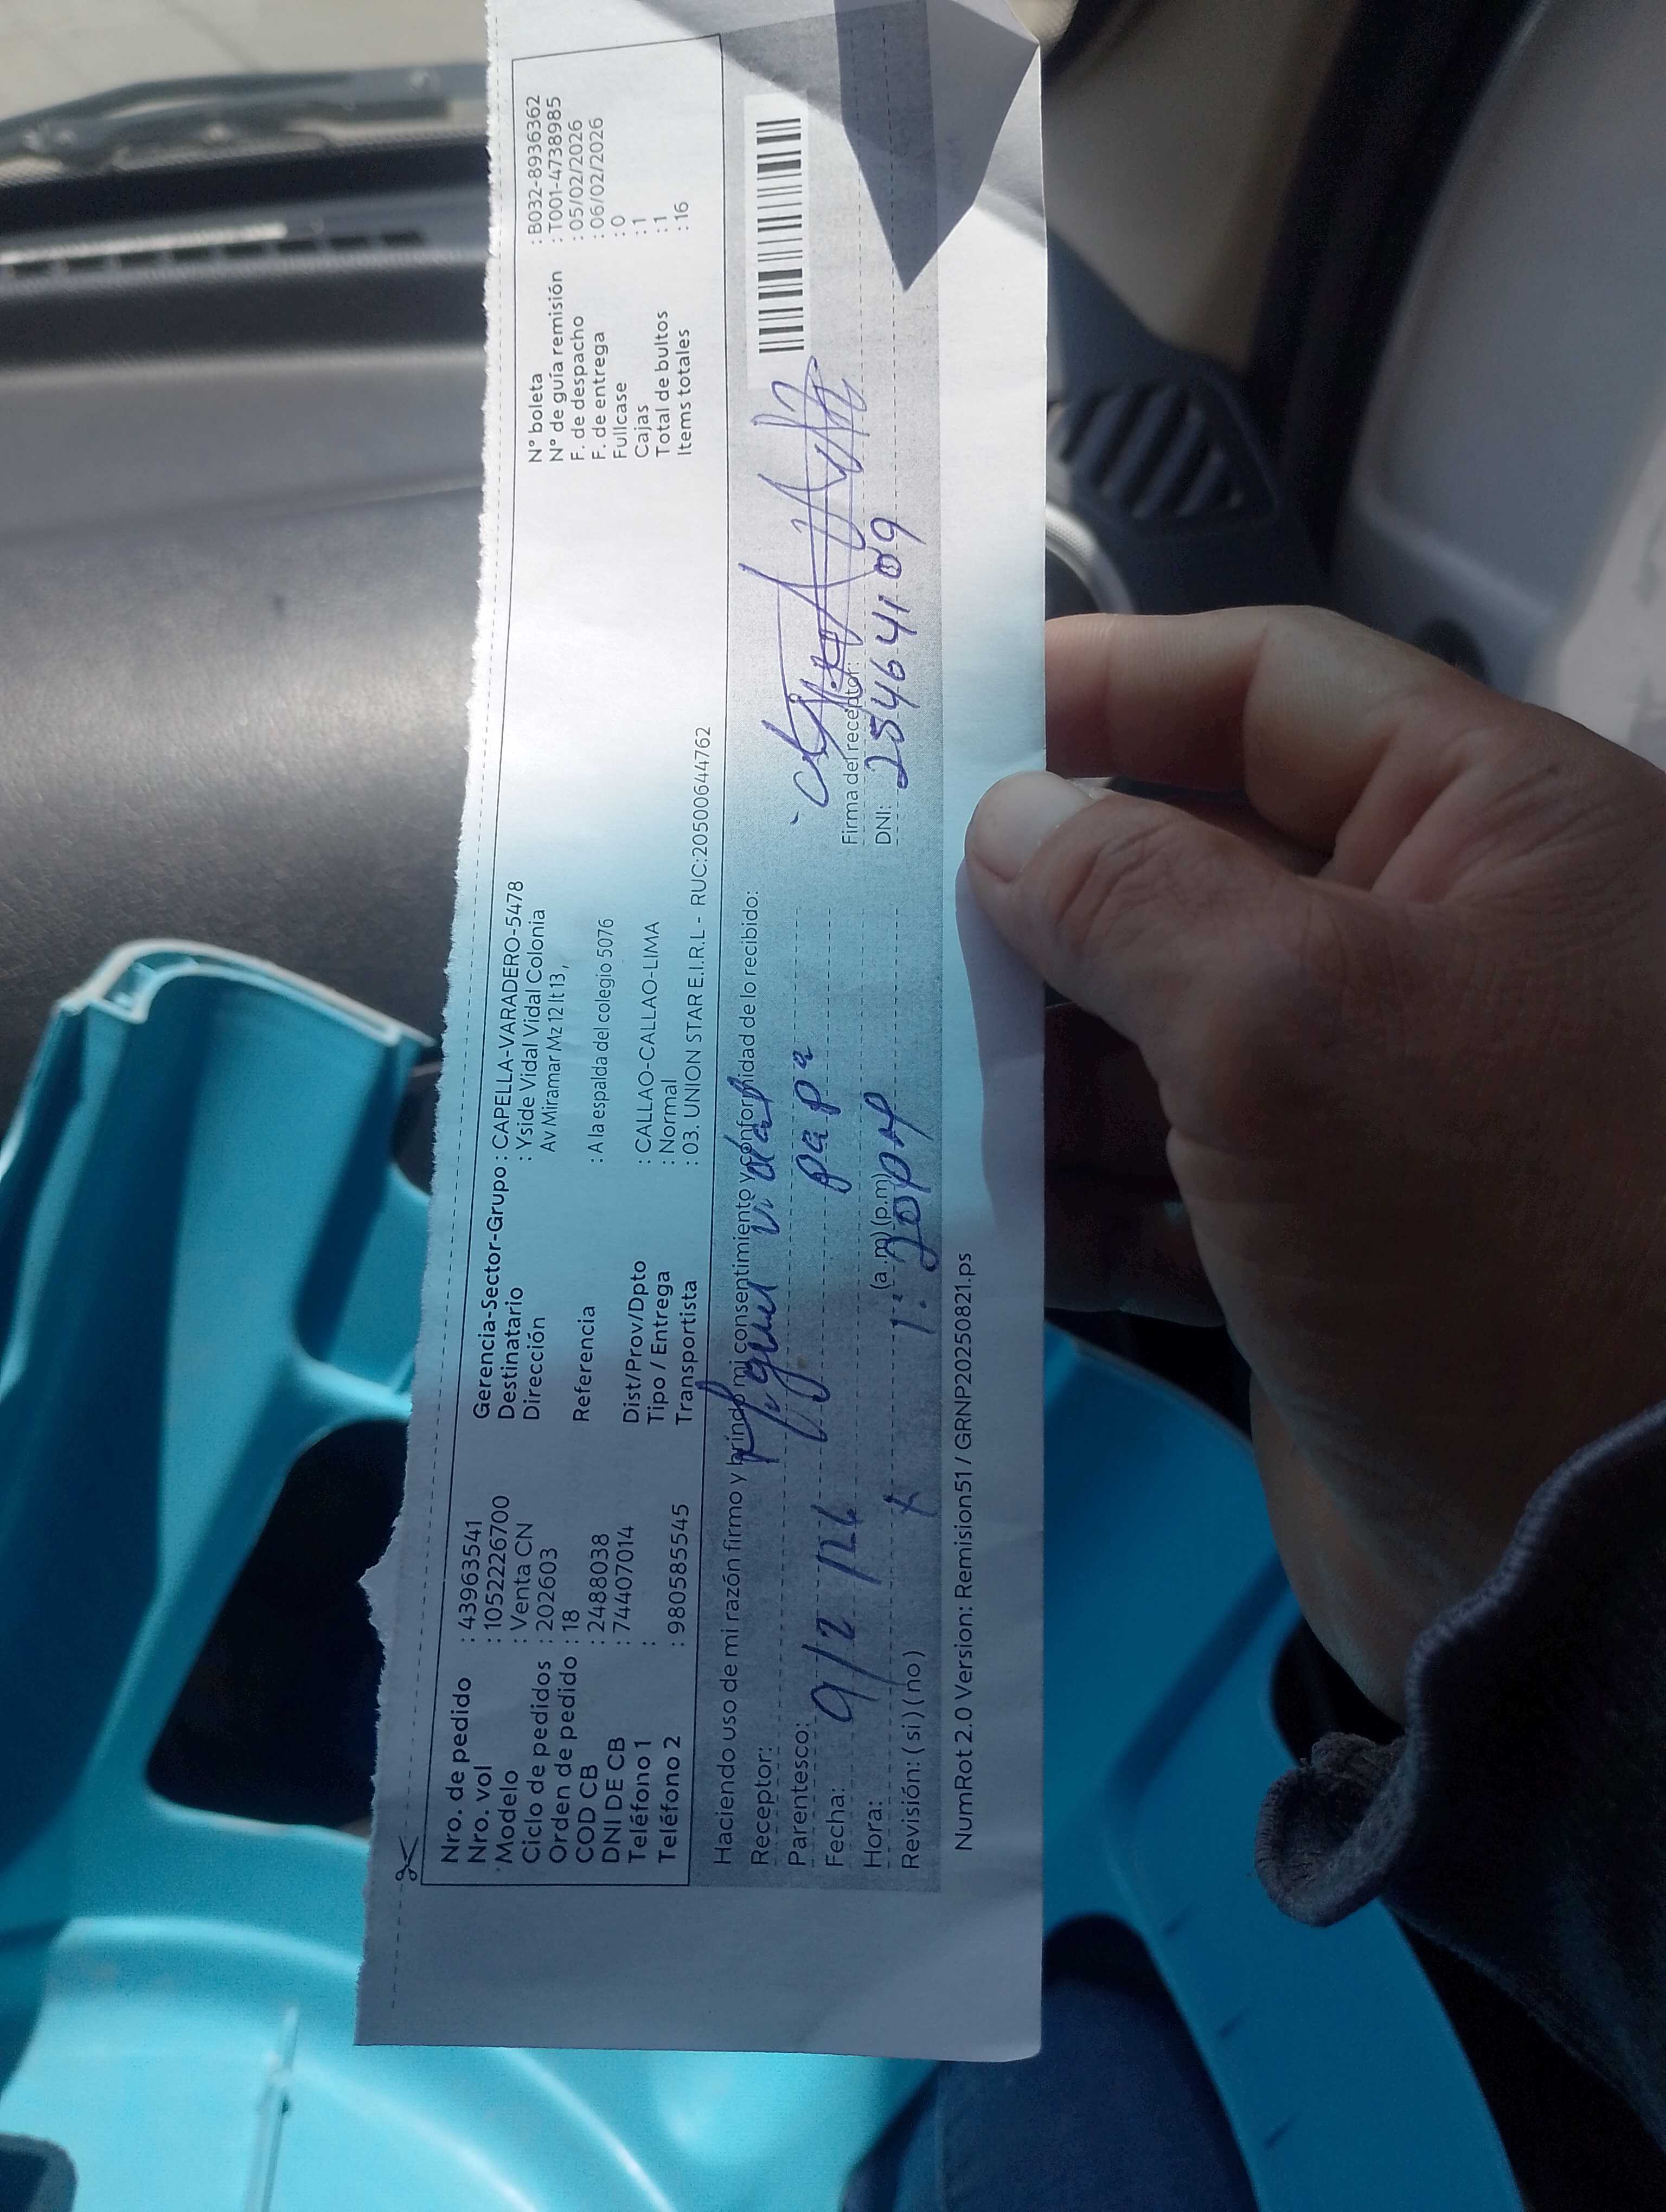 Nro. de pedido : 43963541
Nro. vol : 1052226700
Modelo : Venta CN
Ciclo de pedidos : 202603
Orden de pedido : 18
COD CB : 2488038
DNI DE CB : 74407014
Teléfono 1 :
Teléfono 2 : 980585545
Gerencia-Sector-Grupo : CAPELLA-VARADERO-5478
Destinatario : Yside Vidal Vidal Colonia
Dirección Av Miramar Mz 12 lt 13,
Referencia : A la espalda del colegio 5076
Dist/Prov/Dpto : CALLAO-CALLAO-LIMA
Tipo / Entrega : Normal
Transportista : 03. UNION STAR E.I.R.L - RUC:20500644762
N° boleta : B032-8936362
N° de guía remisión : T001-4738985
F. de despacho : 05/02/2026
F. de entrega : 06/02/2026
Fullcase : 0
Cajas : 1
Total de bultos : 1
Items totales : 16
Haciendo uso de mi razón firmo y brindo mi consentimiento y conformidad de lo recibido:
Receptor: vidal
Parentesco: papa
Fecha: 9/2/26
Hora: 1:20 pm (a.m) (p.m)
Revisión: ( si ) ( no ) x
Firma del receptor:
DNI: 25464109
NumRot 2.0 Version: Remision51 / GRNP20250821.ps